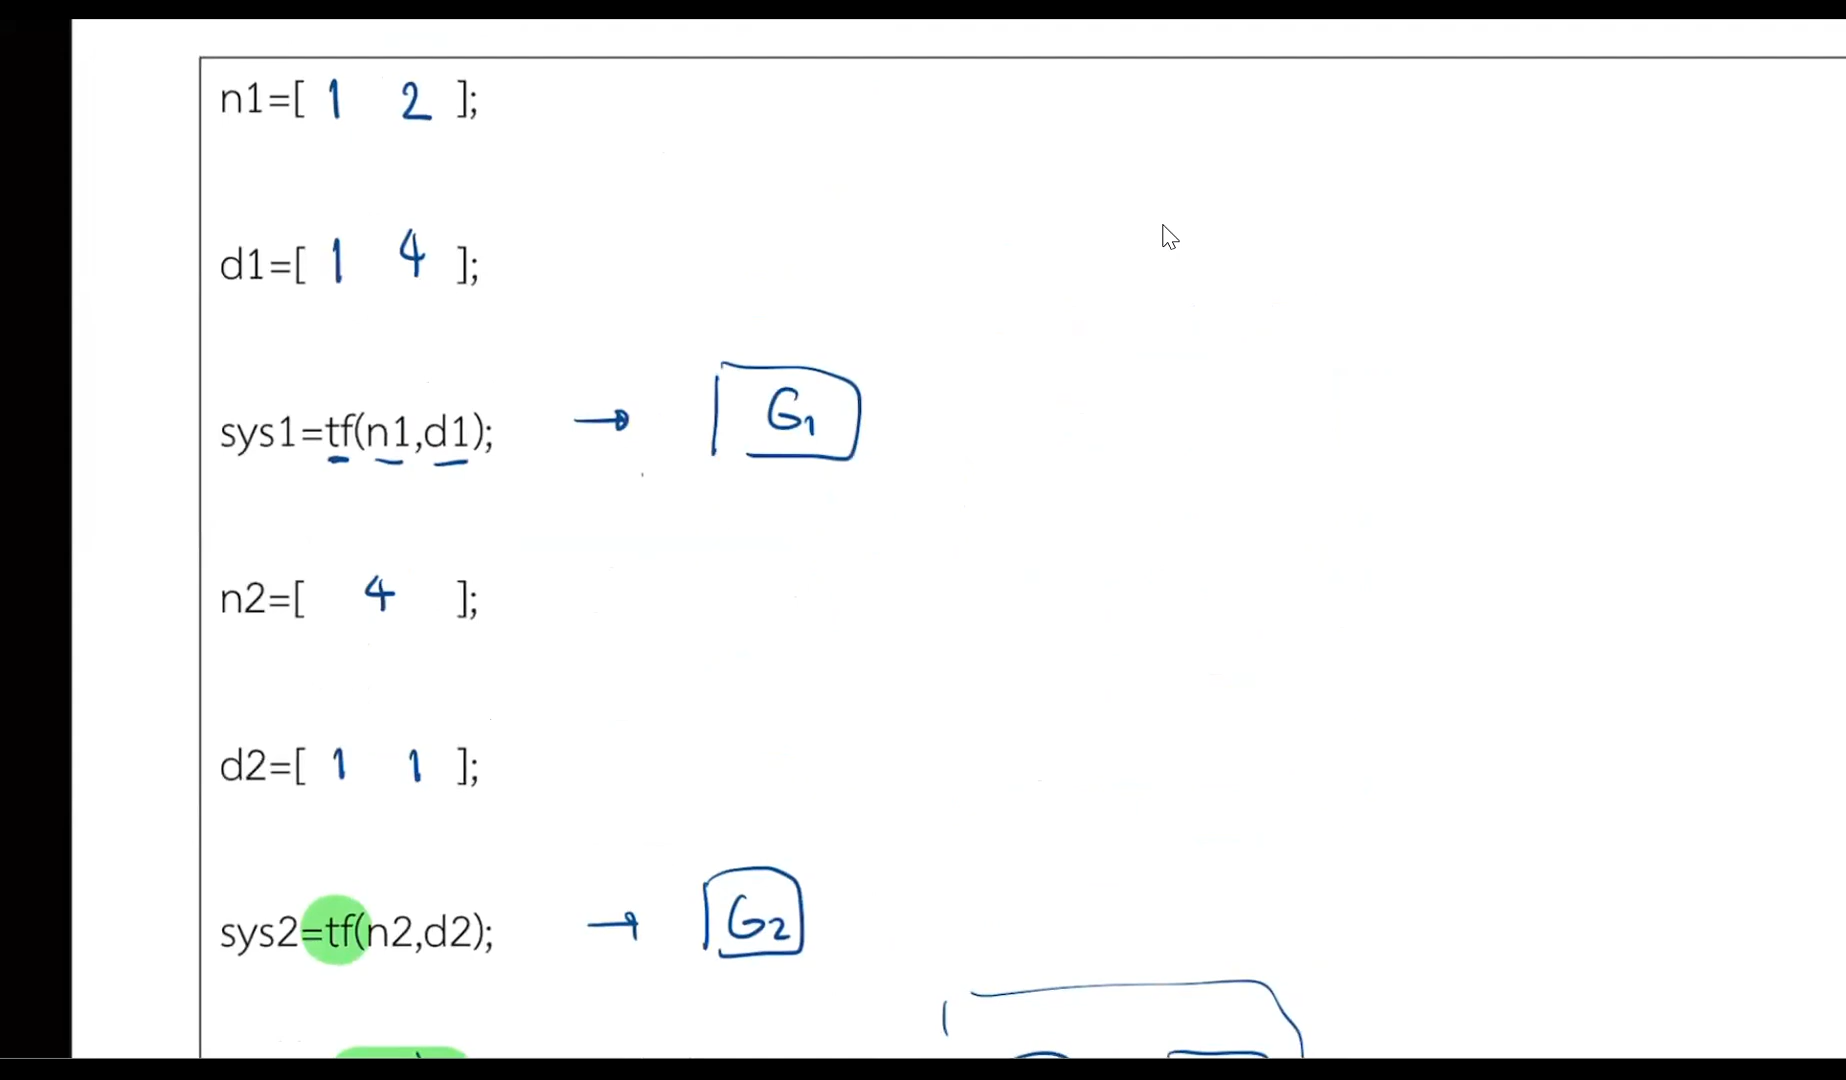 n1=[ 1 2 ];
d1=[ 1 4 ];
sys1=tf(n1,d1); → G₁
n2=[ 4 ];
d2=[ 1 1 ];
sys2=tf(n2,d2); → G₂